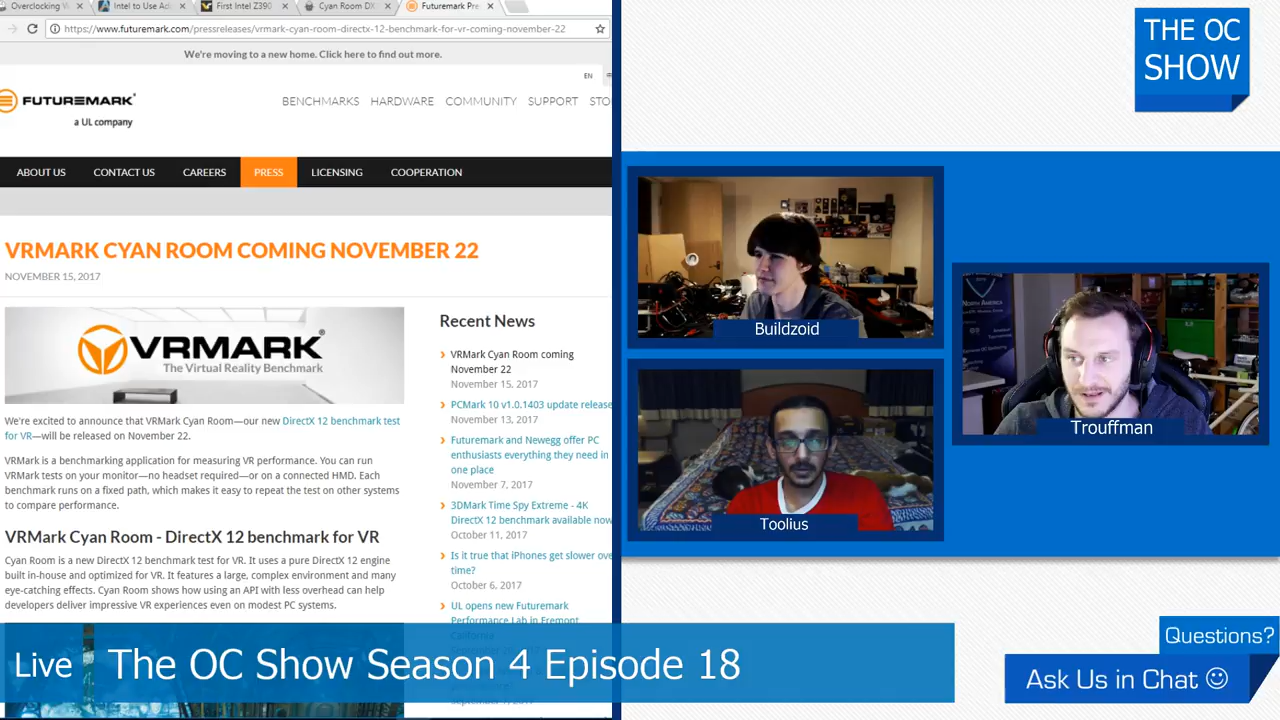 Overclocking W
Intel to Use Ad
First Intel Z390
Cyan Room DX
Futuremark Pre
https://www.futuremark.com/pressreleases/vrmark-cyan-room-directx-12-benchmark-for-vr-coming-november-22
We're moving to a new home. Click here to find out more.
EN
FUTUREMARK
a UL company
BENCHMARKS HARDWARE COMMUNITY SUPPORT STO
ABOUT US CONTACT US CAREERS PRESS LICENSING COOPERATION
VRMARK CYAN ROOM COMING NOVEMBER 22
NOVEMBER 15, 2017
VRMARK®
The Virtual Reality Benchmark
We're excited to announce that VRMark Cyan Room—our new DirectX 12 benchmark test
for VR—will be released on November 22.
VRMark is a benchmarking application for measuring VR performance. You can run
VRMark tests on your monitor—no headset required—or on a connected HMD. Each
benchmark runs on a fixed path, which makes it easy to repeat the test on other systems
to compare performance.
VRMark Cyan Room - DirectX 12 benchmark for VR
Cyan Room is a new DirectX 12 benchmark test for VR. It uses a pure DirectX 12 engine
built in-house and optimized for VR. It features a large, complex environment and many
eye-catching effects. Cyan Room shows how using an API with less overhead can help
developers deliver impressive VR experiences even on modest PC systems.
Recent News
VRMark Cyan Room coming
November 22
November 15, 2017
PCMark 10 v1.0.1403 update release
November 13, 2017
Futuremark and Newegg offer PC
enthusiasts everything they need in
one place
November 7, 2017
3DMark Time Spy Extreme - 4K
DirectX 12 benchmark available now
October 11, 2017
Is it true that iPhones get slower ove
time?
October 6, 2017
UL opens new Futuremark
Performance Lab in Fremont
California
THE OC
SHOW
Buildzoid
Toolius
NORTH AMERICA
Trouffman
Live The OC Show Season 4 Episode 18
Questions?
Ask Us in Chat ☺